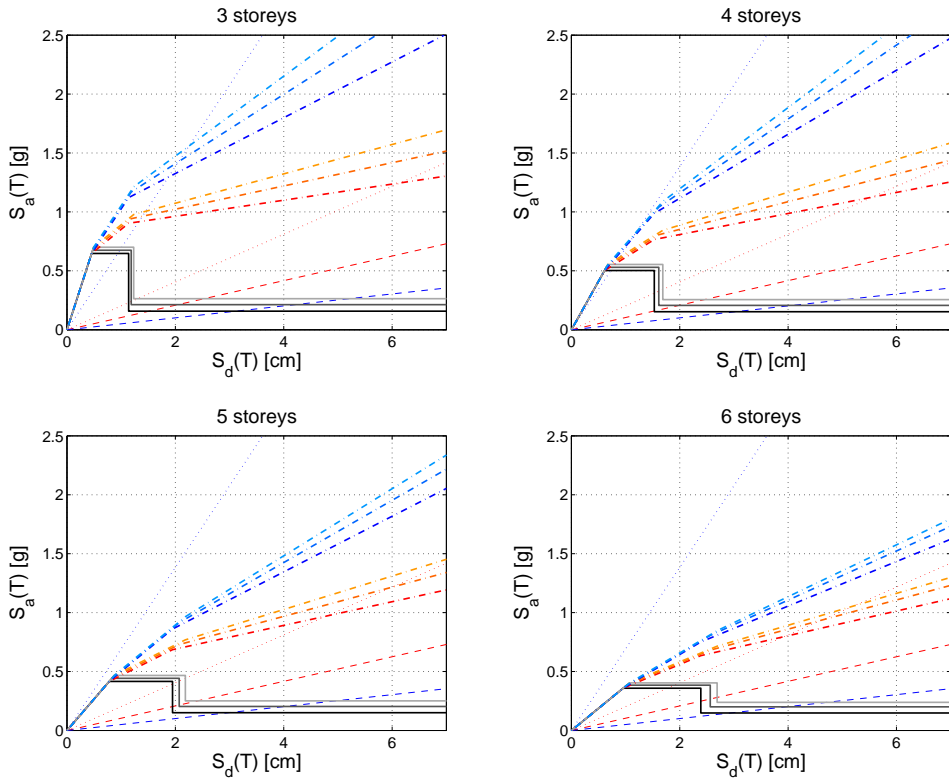 3 storeys
4 storeys
2.5
2
1.5
1
0.5
0
S_a(T) [g]
0 2 4 6
S_d(T) [cm]
2.5
2
1.5
1
0.5
0
S_a(T) [g]
0 2 4 6
S_d(T) [cm]
5 storeys
6 storeys
2.5
2
1.5
1
0.5
0
S_a(T) [g]
0 2 4 6
S_d(T) [cm]
2.5
2
1.5
1
0.5
0
S_a(T) [g]
0 2 4 6
S_d(T) [cm]